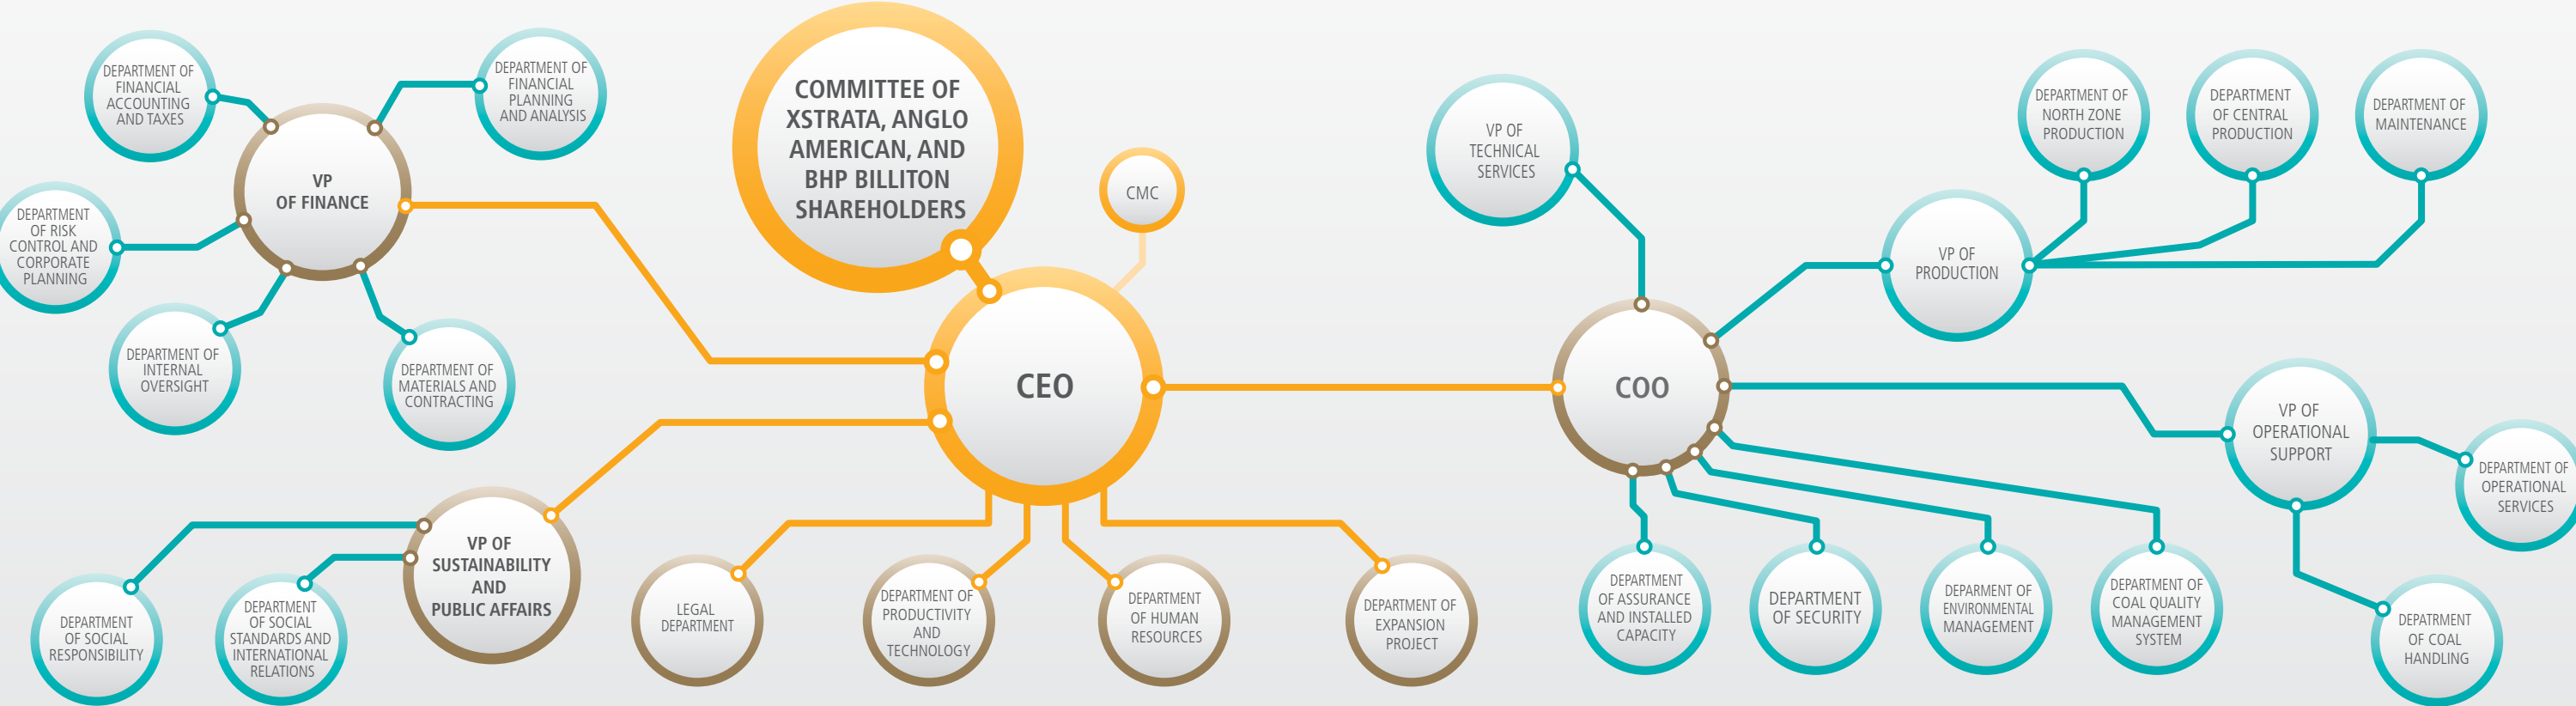 DEPARTMENT OF
FINANCIAL
ACCOUNTING
AND TAXES
DEPARTMENT OF
FINANCIAL
PLANNING
AND ANALYSIS
VP
OF FINANCE
DEPARTMENT
OF RISK
CONTROL AND
CORPORATE
PLANNING
DEPARTMENT OF
INTERNAL
OVERSIGHT
DEPARTMENT OF
MATERIALS AND
CONTRACTING
COMMITTEE OF
XSTRATA, ANGLO
AMERICAN, AND
BHP BILLITON
SHAREHOLDERS
CMC
CEO
VP OF
SUSTAINABILITY
AND
PUBLIC AFFAIRS
DEPARTMENT
OF SOCIAL
RESPONSIBILITY
DEPARTMENT
OF SOCIAL
STANDARDS AND
INTERNATIONAL
RELATIONS
LEGAL
DEPARTMENT
DEPARTMENT OF
PRODUCTIVITY
AND
TECHNOLOGY
DEPARTMENT
OF HUMAN
RESOURCES
DEPARTMENT OF
EXPANSION
PROJECT
VP OF
TECHNICAL
SERVICES
COO
VP OF
PRODUCTION
DEPARTMENT OF
NORTH ZONE
PRODUCTION
DEPARTMENT
OF CENTRAL
PRODUCTION
DEPARTMENT OF
MAINTENANCE
VP OF
OPERATIONAL
SUPPORT
DEPARTMENT OF
OPERATIONAL
SERVICES
DEPARTMENT
OF ASSURANCE
AND INSTALLED
CAPACITY
DEPARTMENT
OF SECURITY
DEPARTMENT OF
ENVIRONMENTAL
MANAGEMENT
DEPARTMENT OF
COAL QUALITY
MANAGEMENT
SYSTEM
DEPATRMENT
OF COAL
HANDLING